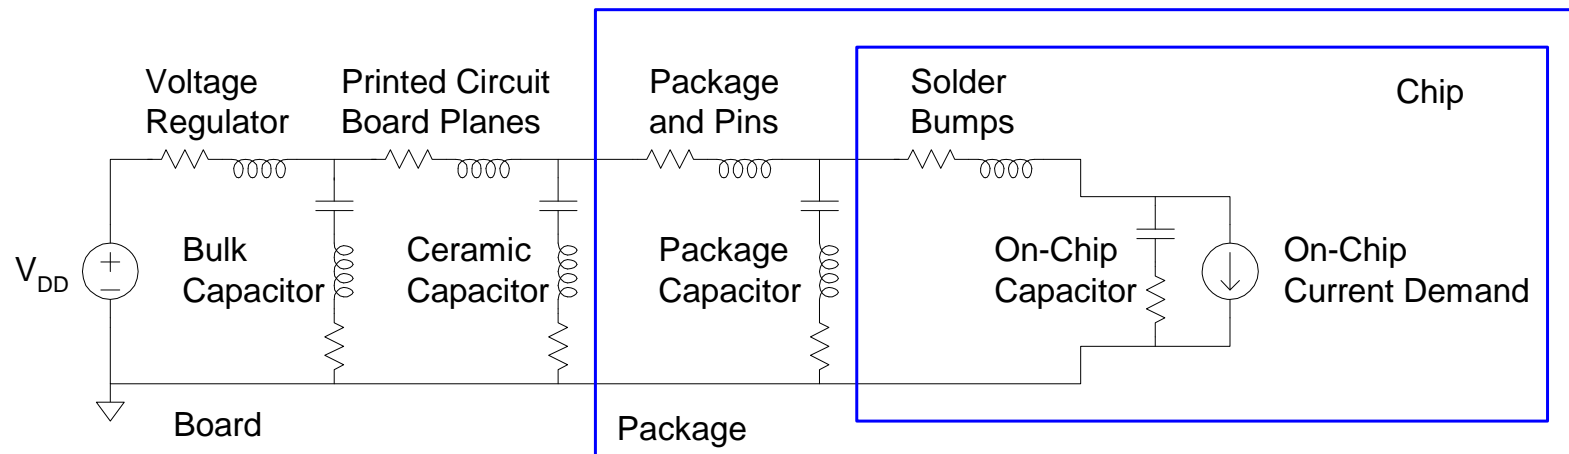 Voltage
Regulator
Printed Circuit
Board Planes
Package
and Pins
Solder
Bumps
Chip
V_DD
+
–
Bulk
Capacitor
Ceramic
Capacitor
Package
Capacitor
On-Chip
Capacitor
On-Chip
Current Demand
Board
Package